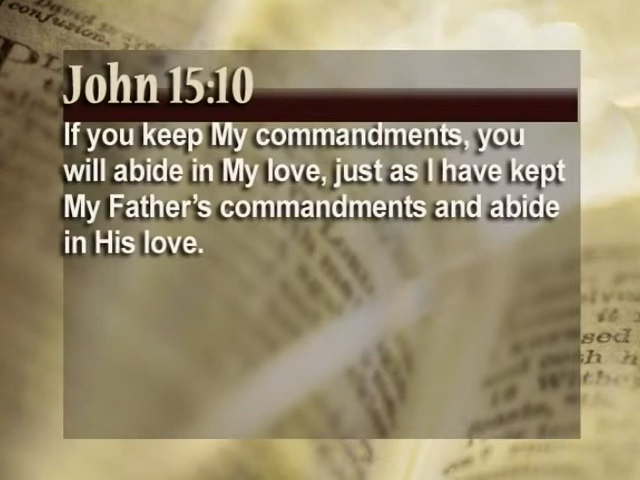 confusion.
John 15:10
If you keep My commandments, you
will abide in My love, just as I have kept
My Father's commandments and abide
in His love.